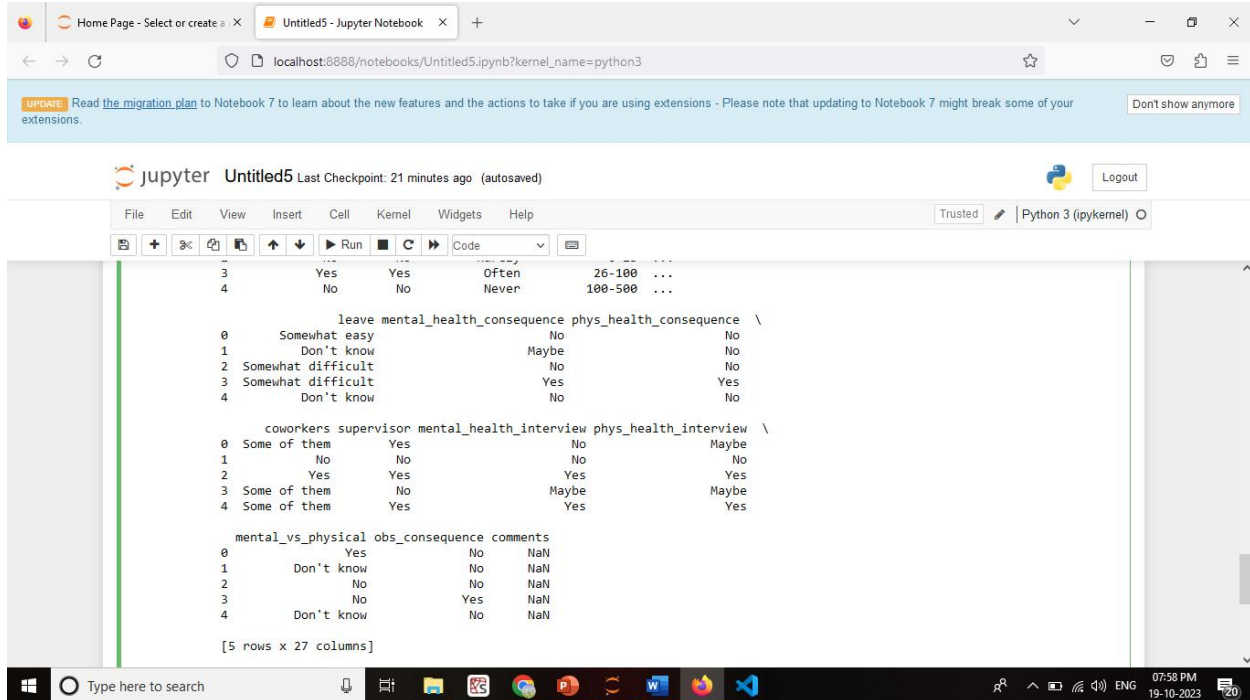 Home Page - Select or create a
Untitled5 - Jupyter Notebook
localhost:8888/notebooks/Untitled5.ipynb?kernel_name=python3
UPDATE Read the migration plan to Notebook 7 to learn about the new features and the actions to take if you are using extensions - Please note that updating to Notebook 7 might break some of your
extensions.
Don't show anymore
jupyter Untitled5 Last Checkpoint: 21 minutes ago (autosaved)
Logout
File Edit View Insert Cell Kernel Widgets Help
Trusted Python 3 (ipykernel)
Run Code
3 Yes Yes Often 26-100 ...
4 No No Never 100-500 ...
leave mental_health_consequence phys_health_consequence \
0 Somewhat easy No No
1 Don't know Maybe No
2 Somewhat difficult No No
3 Somewhat difficult Yes Yes
4 Don't know No No
coworkers supervisor mental_health_interview phys_health_interview \
0 Some of them Yes No Maybe
1 No No No No
2 Yes Yes Yes Yes
3 Some of them No Maybe Maybe
4 Some of them Yes Yes Yes
mental_vs_physical obs_consequence comments
0 Yes No NaN
1 Don't know No NaN
2 No No NaN
3 No Yes NaN
4 Don't know No NaN
[5 rows x 27 columns]
Type here to search
ENG
07:58 PM
19-10-2023
20